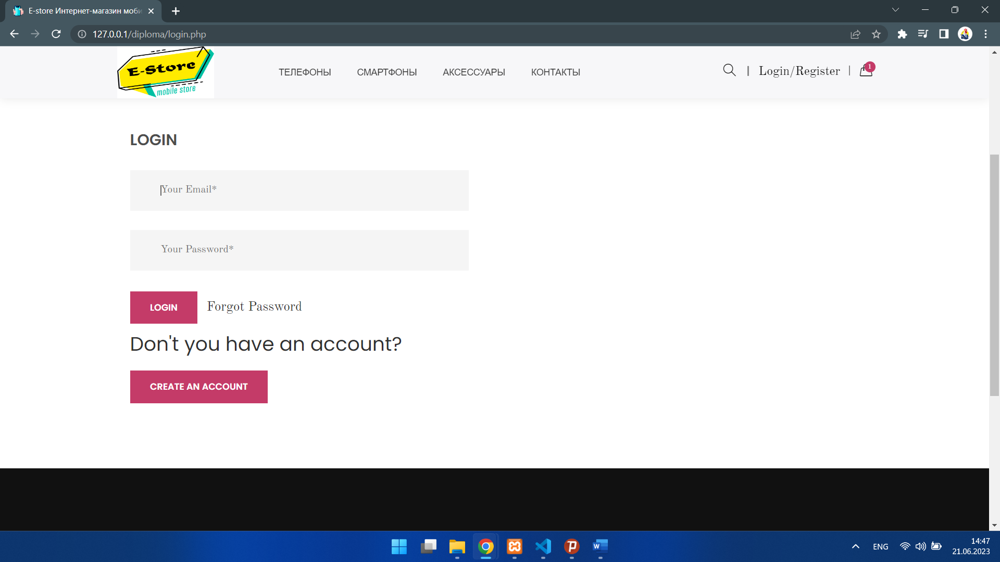 E-store Интернет-магазин моби
127.0.0.1/diploma/login.php
E-Store
mobile store
ТЕЛЕФОНЫ СМАРТФОНЫ АКСЕССУАРЫ КОНТАКТЫ
| Login/Register | 1
LOGIN
Your Email*
Your Password*
LOGIN Forgot Password
Don't you have an account?
CREATE AN ACCOUNT
ENG
14:47
21.06.2023